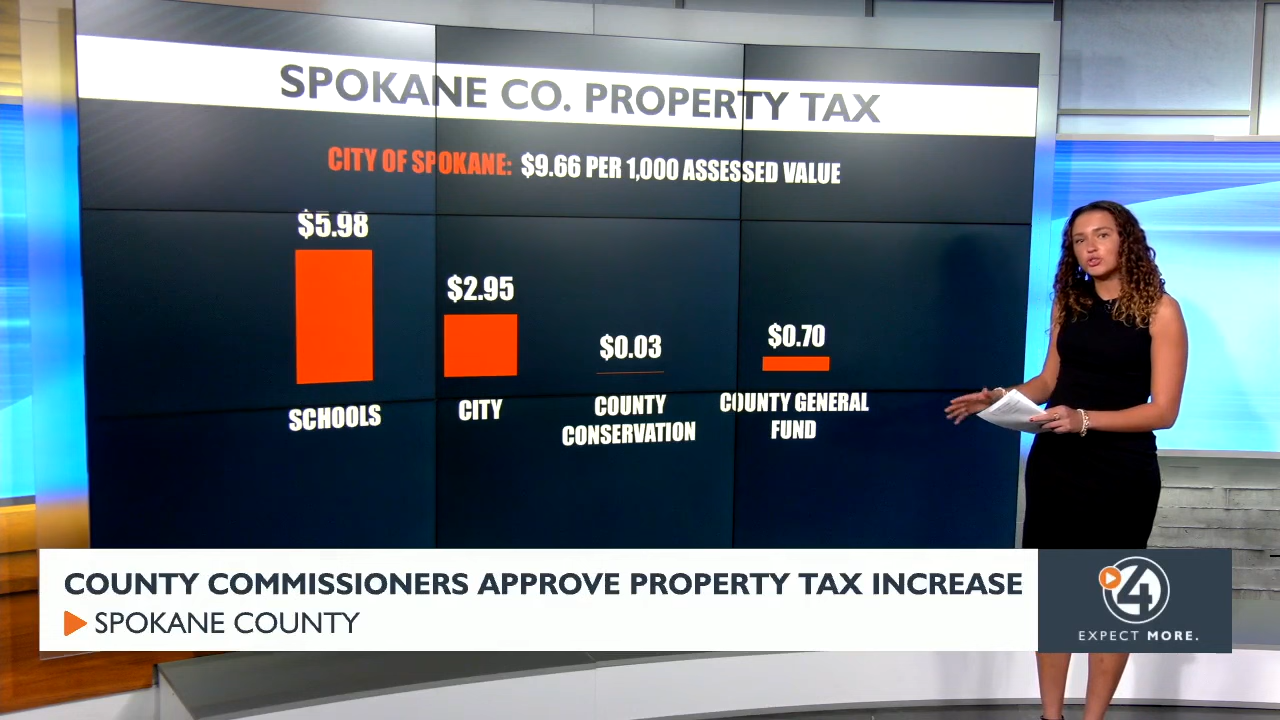 SPOKANE CO. PROPERTY TAX
CITY OF SPOKANE: $9.66 PER 1,000 ASSESSED VALUE
$5.98
$2.95
$0.03
$0.70
SCHOOLS
CITY
COUNTY
CONSERVATION
COUNTY GENERAL
FUND
COUNTY COMMISSIONERS APPROVE PROPERTY TAX INCREASE
SPOKANE COUNTY
4
EXPECT MORE.